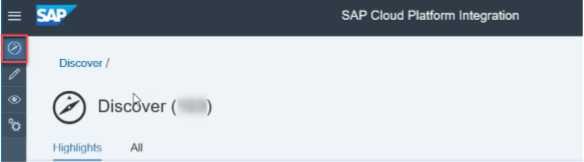 SAP SAP Cloud Platform Integration
Discover /
Discover ( )
Highlights All